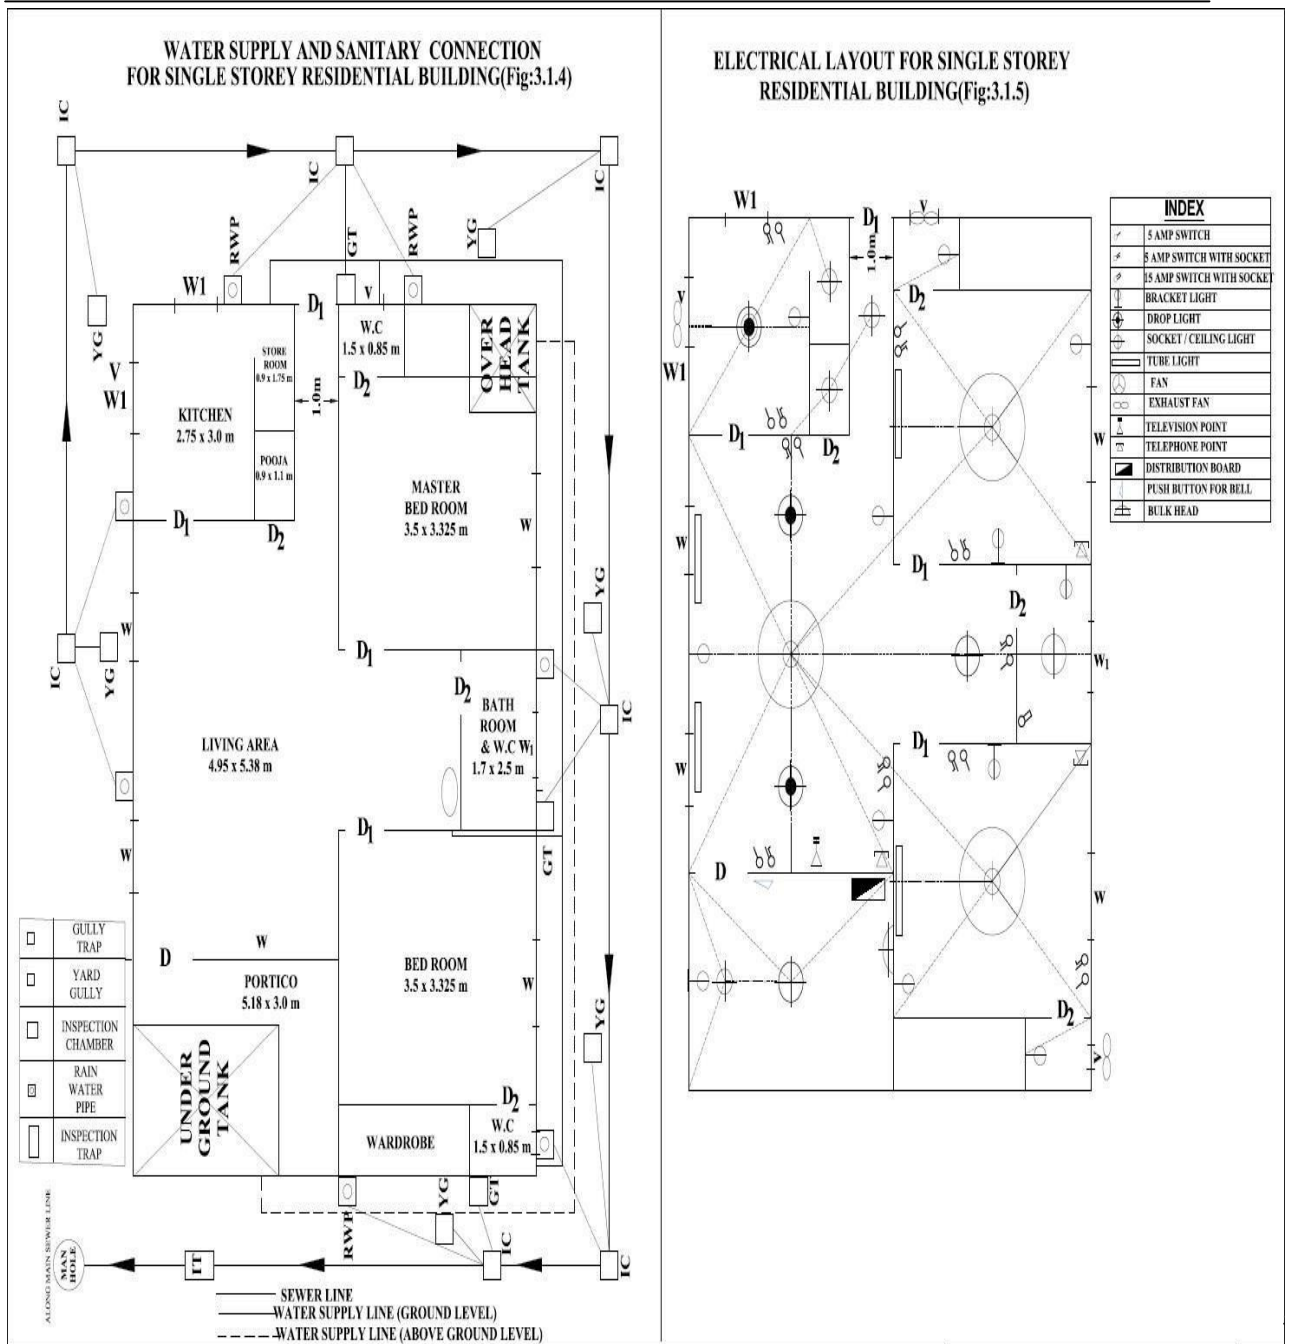 WATER SUPPLY AND SANITARY CONNECTION
FOR SINGLE STOREY RESIDENTIAL BUILDING(Fig:3.1.4)
IC
IC
IC
RWP
GT
RWP
YG
YG
W1
D1
V
W.C
1.5 x 0.85 m
D2
OVER
HEAD
TANK
V
W1
STORE
ROOM
0.9 x 1.75 m
1.0m
KITCHEN
2.75 x 3.0 m
POOJA
0.9 x 1.1 m
D1
D2
MASTER
BED ROOM
3.5 x 3.325 m
W
YG
W
IC
YG
D1
D2
BATH
ROOM
& W.C W1
1.7 x 2.5 m
IC
LIVING AREA
4.95 x 5.38 m
D1
GT
W
D
W
PORTICO
5.18 x 3.0 m
BED ROOM
3.5 x 3.325 m
W
YG
UNDER
GROUND
TANK
D2
WARDROBE
W.C
1.5 x 0.85 m
RWP
YG
GT
IC
IC
GULLY
TRAP
YARD
GULLY
INSPECTION
CHAMBER
RAIN
WATER
PIPE
INSPECTION
TRAP
ALONG MAIN SEWER LINE
MAN
HOLE
IT
SEWER LINE
WATER SUPPLY LINE (GROUND LEVEL)
WATER SUPPLY LINE (ABOVE GROUND LEVEL)
ELECTRICAL LAYOUT FOR SINGLE STOREY
RESIDENTIAL BUILDING(Fig:3.1.5)
W1
D1
V
1.0m
V
D2
W1
D1
D2
W
W
D1
D2
W1
W
D1
D
W
D2
V
INDEX
5 AMP SWITCH
5 AMP SWITCH WITH SOCKET
15 AMP SWITCH WITH SOCKET
BRACKET LIGHT
DROP LIGHT
SOCKET / CEILING LIGHT
TUBE LIGHT
FAN
EXHAUST FAN
TELEVISION POINT
TELEPHONE POINT
DISTRIBUTION BOARD
PUSH BUTTON FOR BELL
BULK HEAD